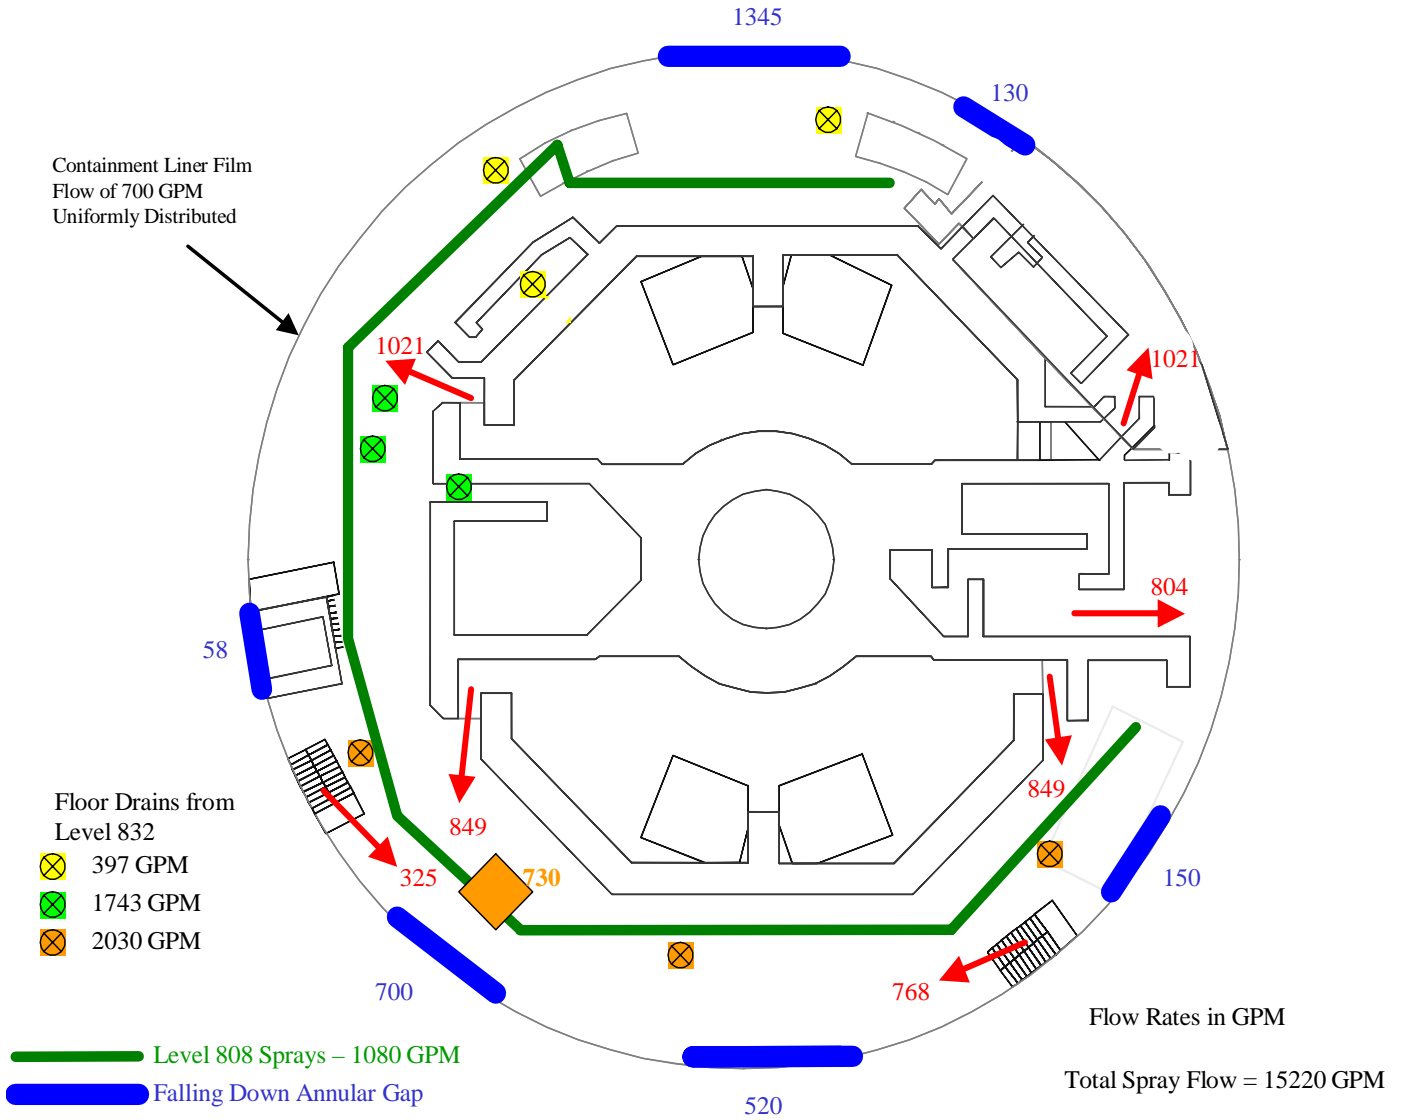 1345
130
Containment Liner Film
Flow of 700 GPM
Uniformly Distributed
1021
1021
804
58
849
849
Floor Drains from
Level 832
397 GPM
1743 GPM
2030 GPM
325
730
150
700
768
Flow Rates in GPM
Level 808 Sprays – 1080 GPM
Falling Down Annular Gap
520
Total Spray Flow = 15220 GPM